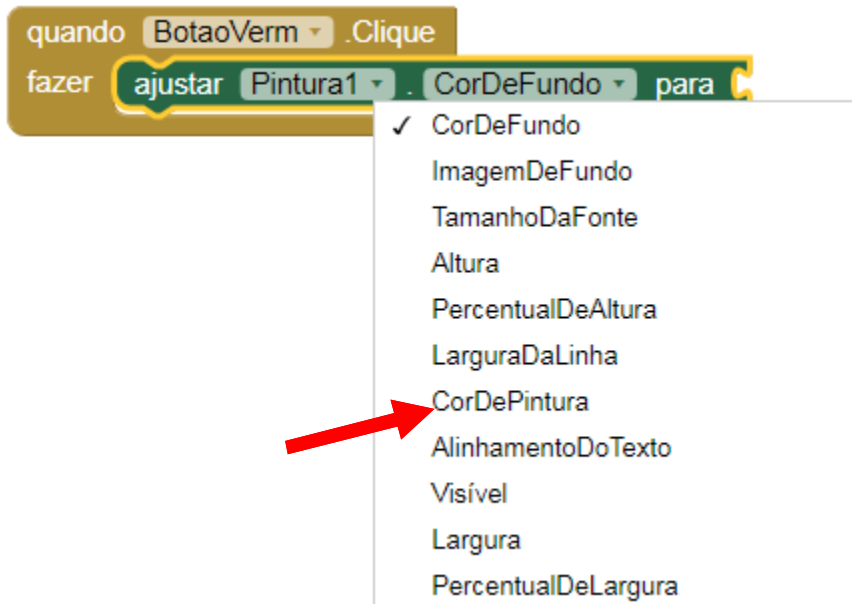 quando BotaoVerm .Clique
fazer ajustar Pintura1 . CorDeFundo para
CorDeFundo
ImagemDeFundo
TamanhoDaFonte
Altura
PercentualDeAltura
LarguraDaLinha
CorDePintura
AlinhamentoDoTexto
Visível
Largura
PercentualDeLargura